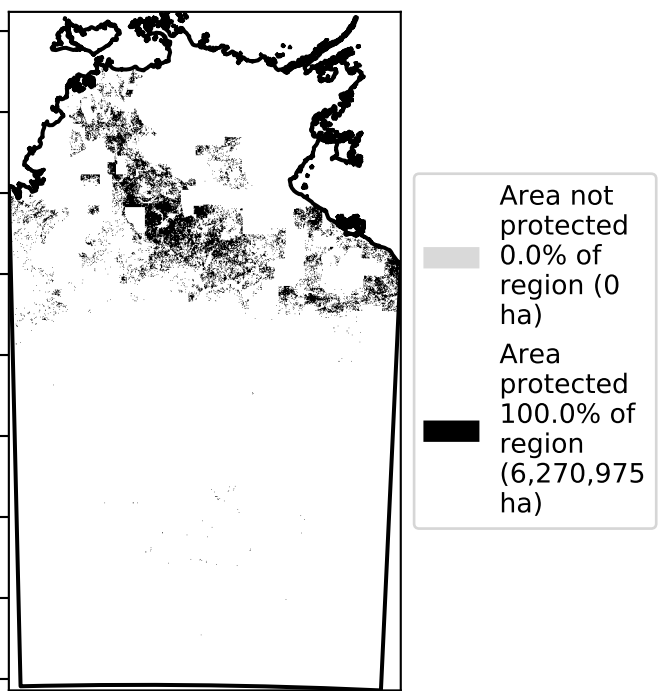 Area not
protected
0.0% of
region (0
ha)
Area
protected
100.0% of
region
(6,270,975
ha)